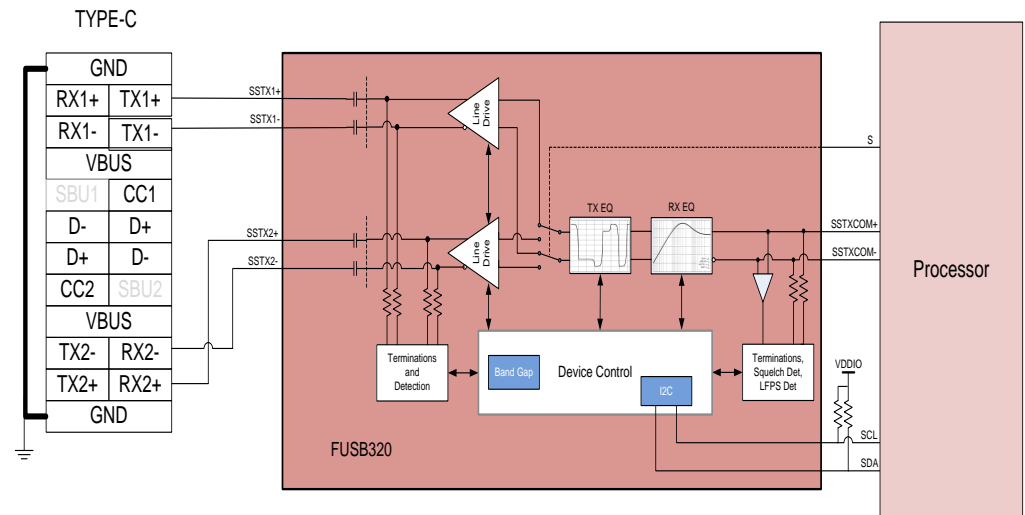 TYPE-C
GND
RX1+ TX1+
RX1- TX1-
VBUS
SBU1 CC1
D- D+
D+ D-
CC2 SBU2
VBUS
TX2- RX2-
TX2+ RX2+
GND
SSTX1+
SSTX1-
SSTX2+
SSTX2-
Line
Drive
Line
Drive
TX EQ
RX EQ
Terminations
and
Detection
Band Gap
Device Control
I2C
Terminations,
Squelch Det,
LFPS Det
FUSB320
S
SSTXCOM+
SSTXCOM-
VDDIO
SCL
SDA
Processor